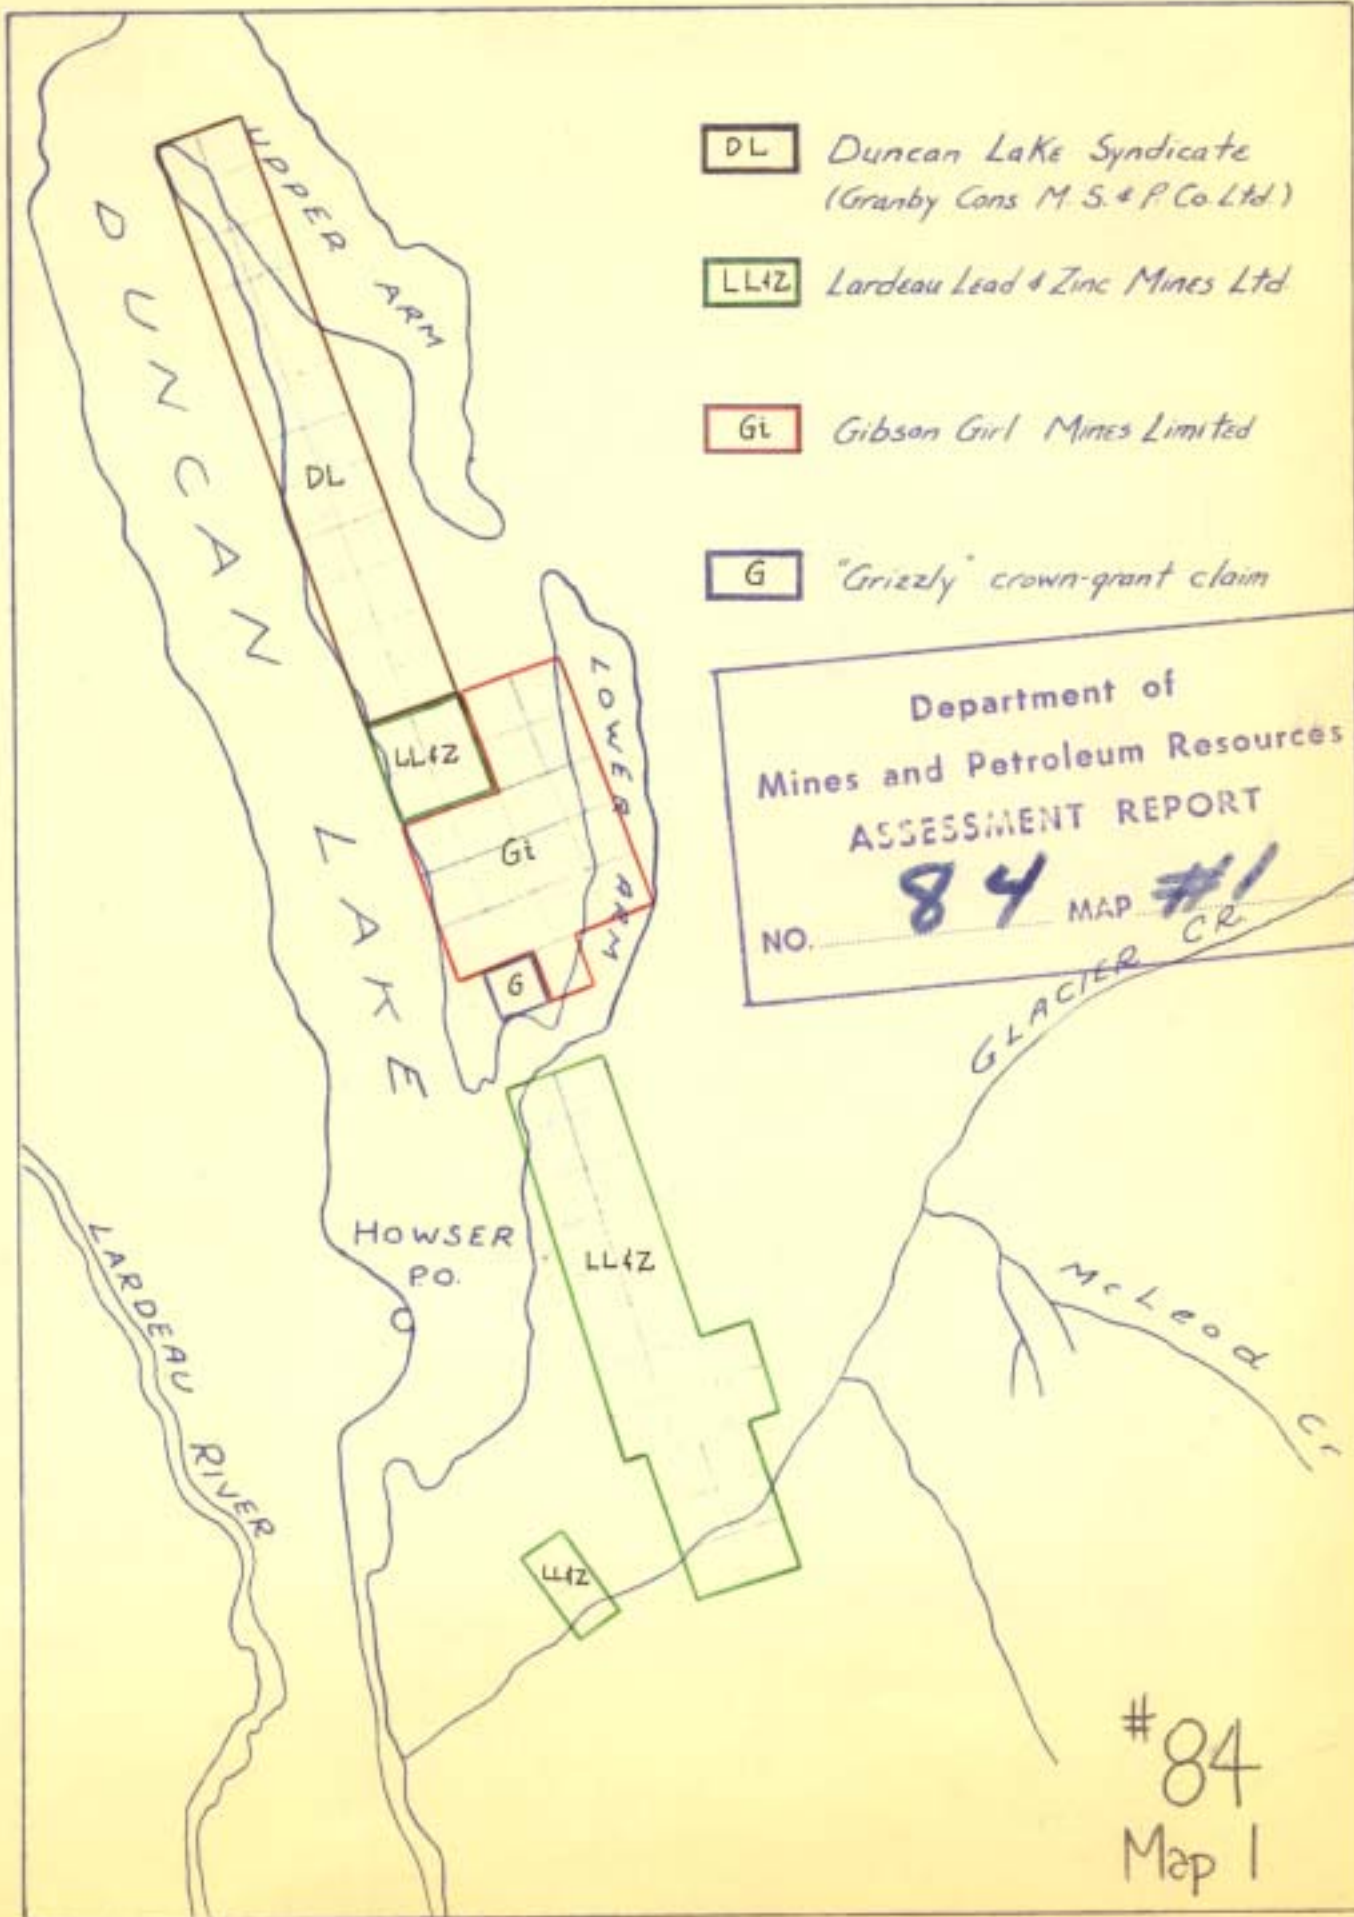 DL Duncan Lake Syndicate
(Granby Cons M. S. & P. Co. Ltd.)
LL&Z Lardeau Lead & Zinc Mines Ltd.
Gi Gibson Girl Mines Limited
G "Grizzly" crown-grant claim
Department of
Mines and Petroleum Resources
ASSESSMENT REPORT
NO. 84 MAP #1
UPPER ARM
DUNCAN LAKE
DL
LOWER ARM
LL&Z
Gi
G
GLACIER CR.
HOWSER
P.O.
LL&Z
McLeod Cr
LARDEAU RIVER
LL&Z
#84
Map 1